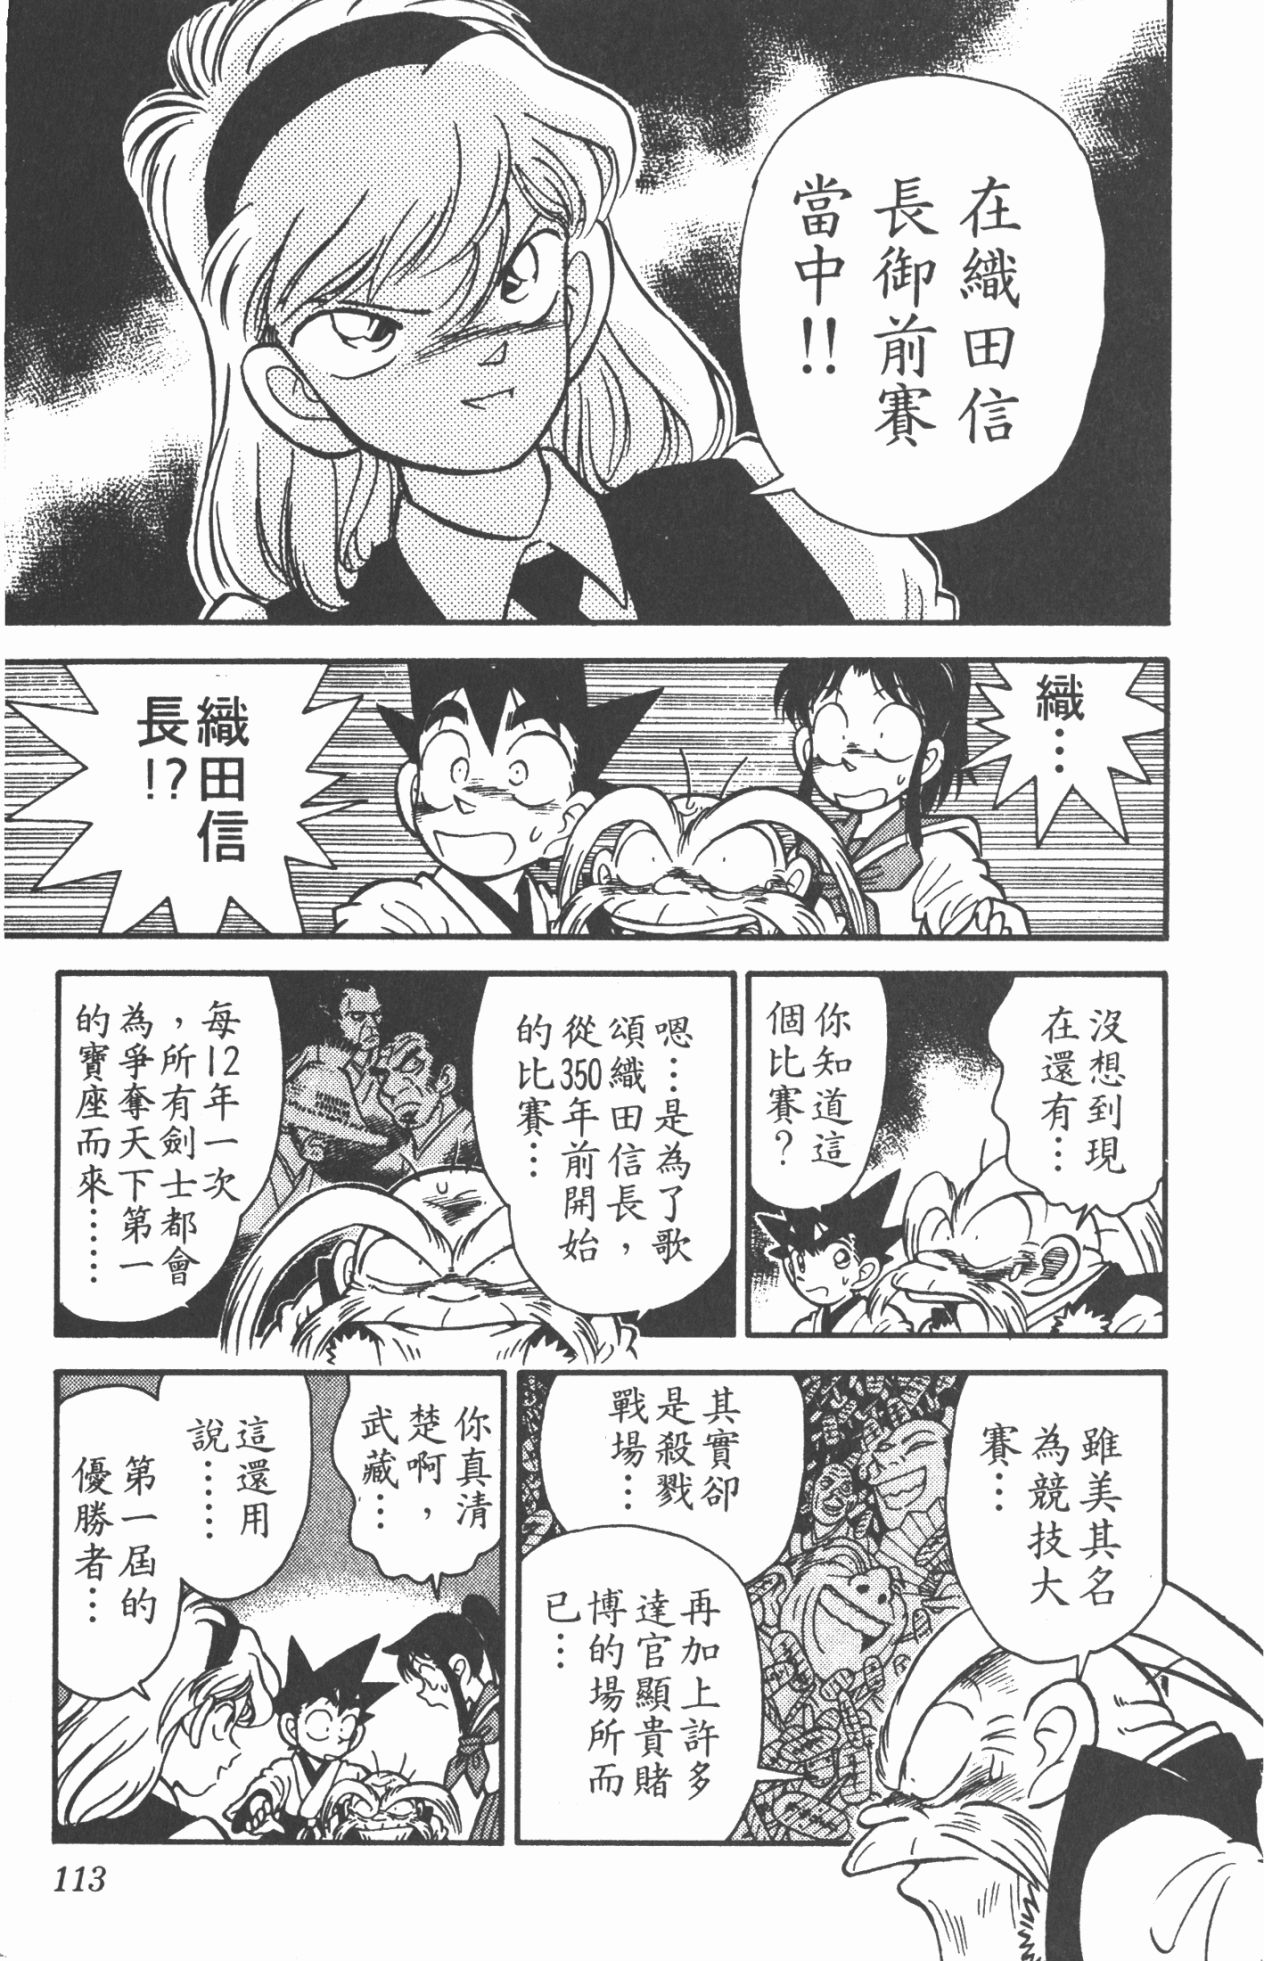 在織田信
長御前賽
當中!!
織…
織田信
長!?
沒想到現
在還有…
你知道這
個比賽?
嗯…是為了歌
頌織田信長，
從350年前開始
的比賽…
每12年一次
，所有劍士都會
為爭奪天下第一
的寶座而來……
雖美其名
為競技大
賽…
其實卻
是殺戮
戰場…
再加上許多
達官顯貴賭
博的場所而
已…
你真清
楚啊，
武藏…
這還用
說……
第一屆的
優勝者…
113